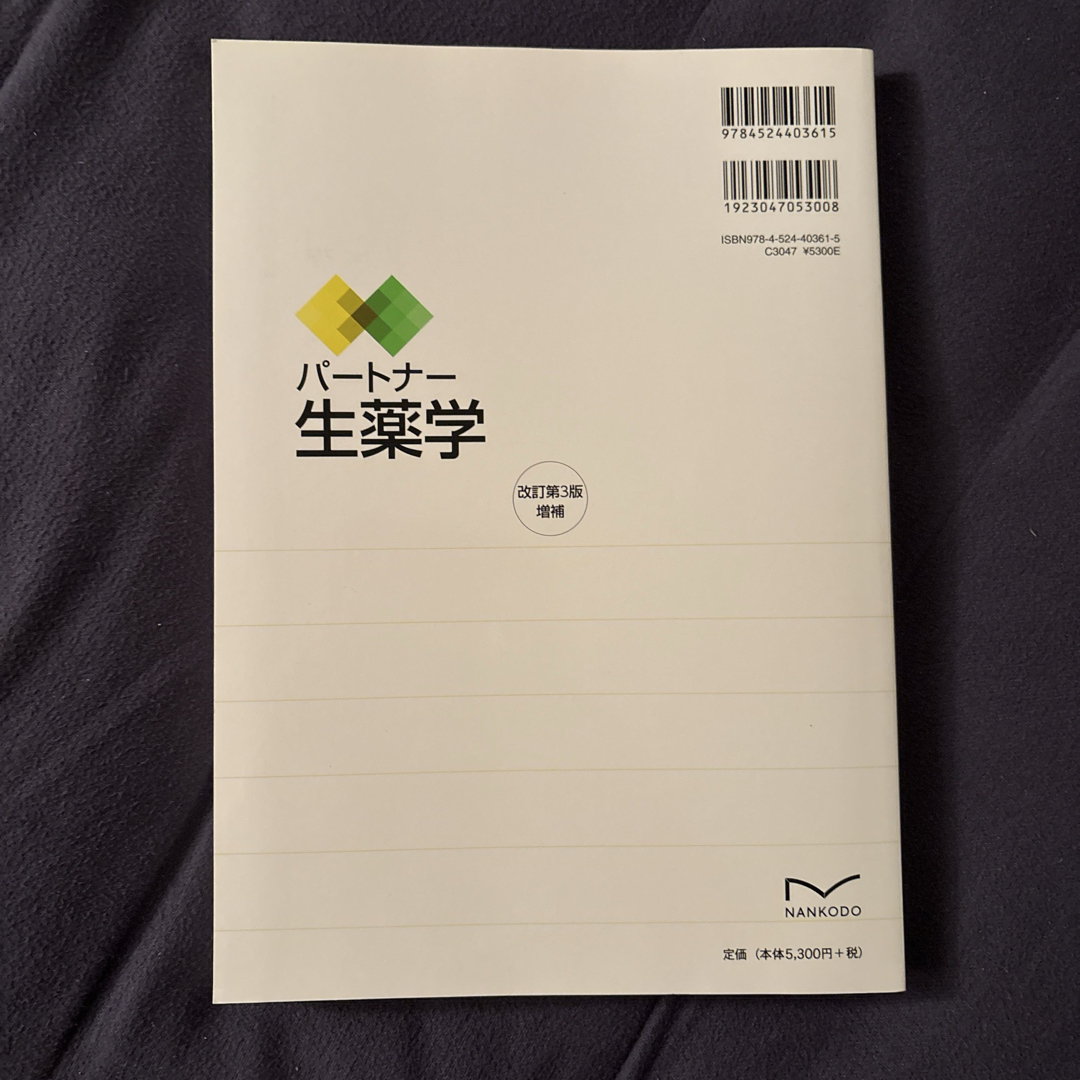 9784524403615
1923047053008
ISBN978-4-524-40361-5
C3047 ¥5300E
パートナー
生薬学
改訂第3版
増補
NANKODO
定価（本体5,300円＋税）